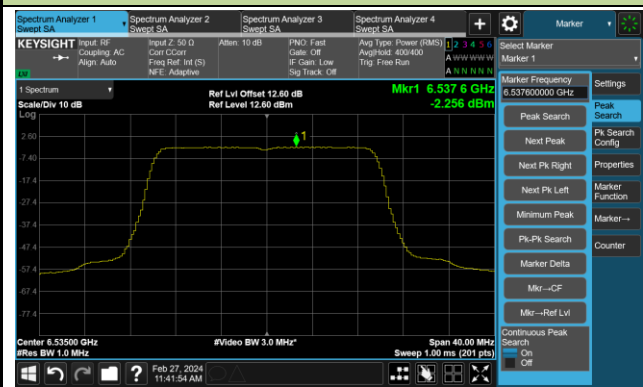 Spectrum Analyzer 1
Swept SA
Spectrum Analyzer 2
Swept SA
Spectrum Analyzer 3
Swept SA
Spectrum Analyzer 4
Swept SA
+
Marker
KEYSIGHT
Input: RF
Coupling: AC
Align: Auto
Input Z: 50 Ω
Corr CCorr
Freq Ref: Int (S)
NFE: Adaptive
Atten: 10 dB
PNO: Fast
Gate: Off
IF Gain: Low
Sig Track: Off
Avg Type: Power (RMS)
Avg|Hold: 400/400
Trig: Free Run
1 2 3 4 5 6
A W W W W W
A N N N N N
Select Marker
Marker 1
1 Spectrum
Scale/Div 10 dB
Log
Ref Lvl Offset 12.60 dB
Ref Level 12.60 dBm
Mkr1 6.537 6 GHz
-2.256 dBm
1
2.60
-7.40
-17.4
-27.4
-37.4
-47.4
-57.4
-67.4
-77.4
Center 6.53500 GHz
#Res BW 1.0 MHz
#Video BW 3.0 MHz*
Span 40.00 MHz
Sweep 1.00 ms (201 pts)
Marker Frequency
6.537600000 GHz
Peak Search
Next Peak
Next Pk Right
Next Pk Left
Minimum Peak
Pk-Pk Search
Marker Delta
Mkr→CF
Mkr→Ref Lvl
Continuous Peak
Search
On
Off
Settings
Peak
Search
Pk Search
Config
Properties
Marker
Function
Marker→
Counter
?
Feb 27, 2024
11:41:54 AM